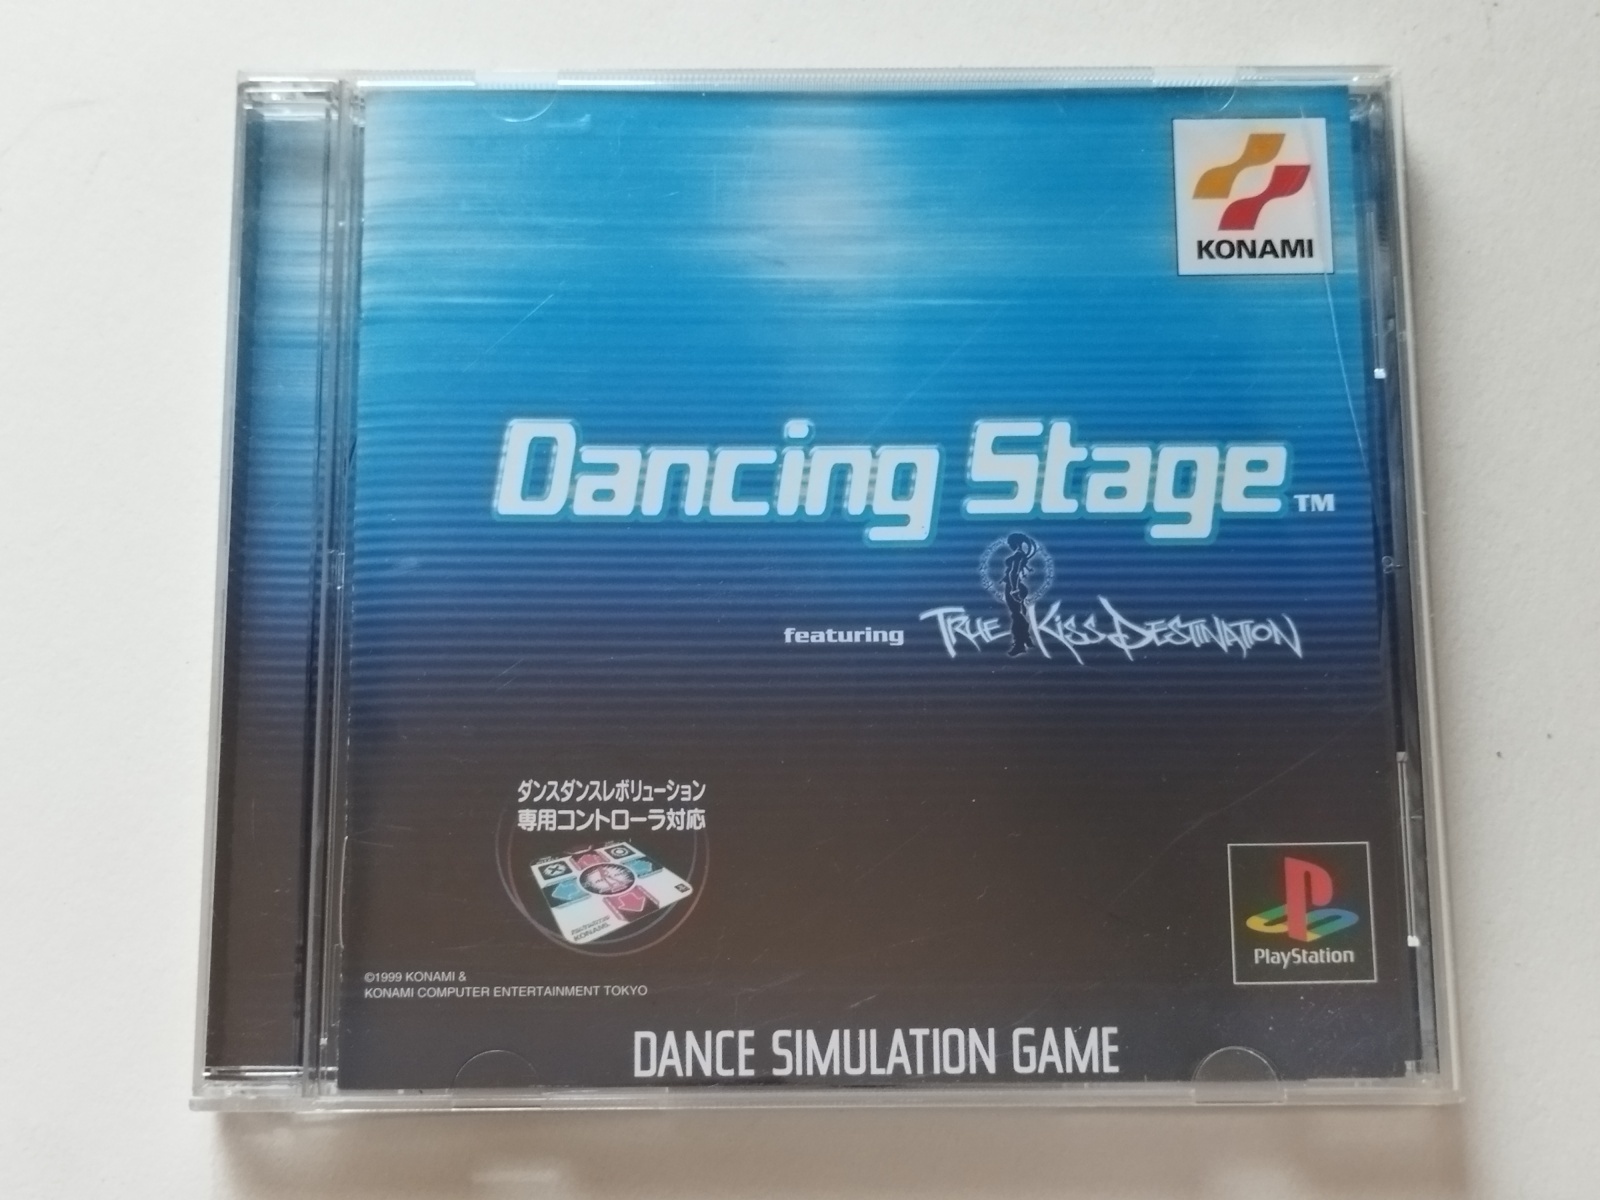 KONAMI
Dancing Stage™
featuring TRUE KISS DESTINATION
ダンスダンスレボリューション
専用コントローラ対応
KONAMI
©1999 KONAMI &
KONAMI COMPUTER ENTERTAINMENT TOKYO
PlayStation
DANCE SIMULATION GAME